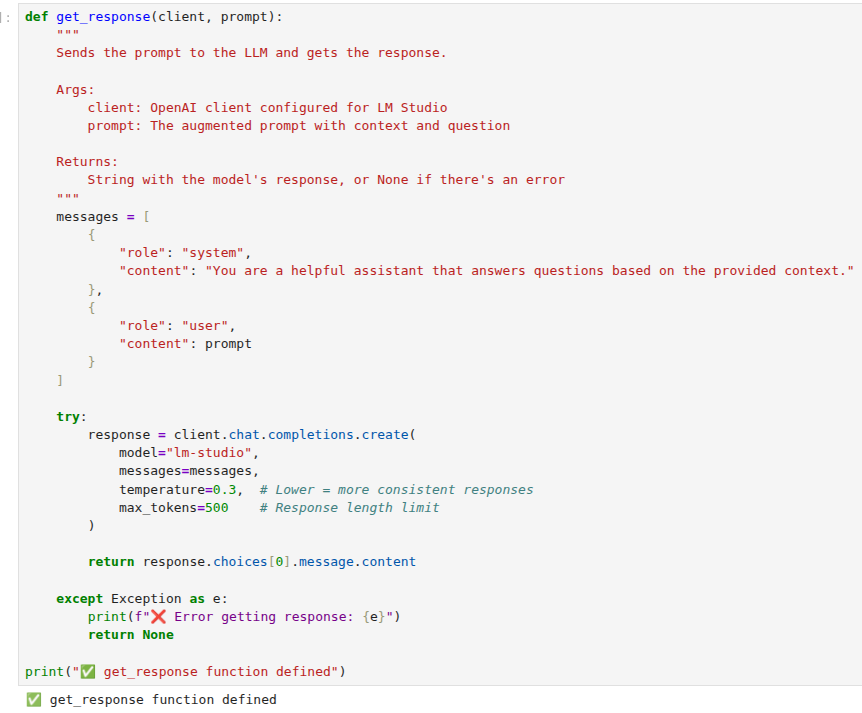 ]:
def get_response(client, prompt):
    """
    Sends the prompt to the LLM and gets the response.

    Args:
        client: OpenAI client configured for LM Studio
        prompt: The augmented prompt with context and question

    Returns:
        String with the model's response, or None if there's an error
    """
    messages = [
        {
            "role": "system",
            "content": "You are a helpful assistant that answers questions based on the provided context."
        },
        {
            "role": "user",
            "content": prompt
        }
    ]

    try:
        response = client.chat.completions.create(
            model="lm-studio",
            messages=messages,
            temperature=0.3,  # Lower = more consistent responses
            max_tokens=500    # Response length limit
        )

        return response.choices[0].message.content

    except Exception as e:
        print(f"❌ Error getting response: {e}")
        return None

print("✅ get_response function defined")
✅ get_response function defined